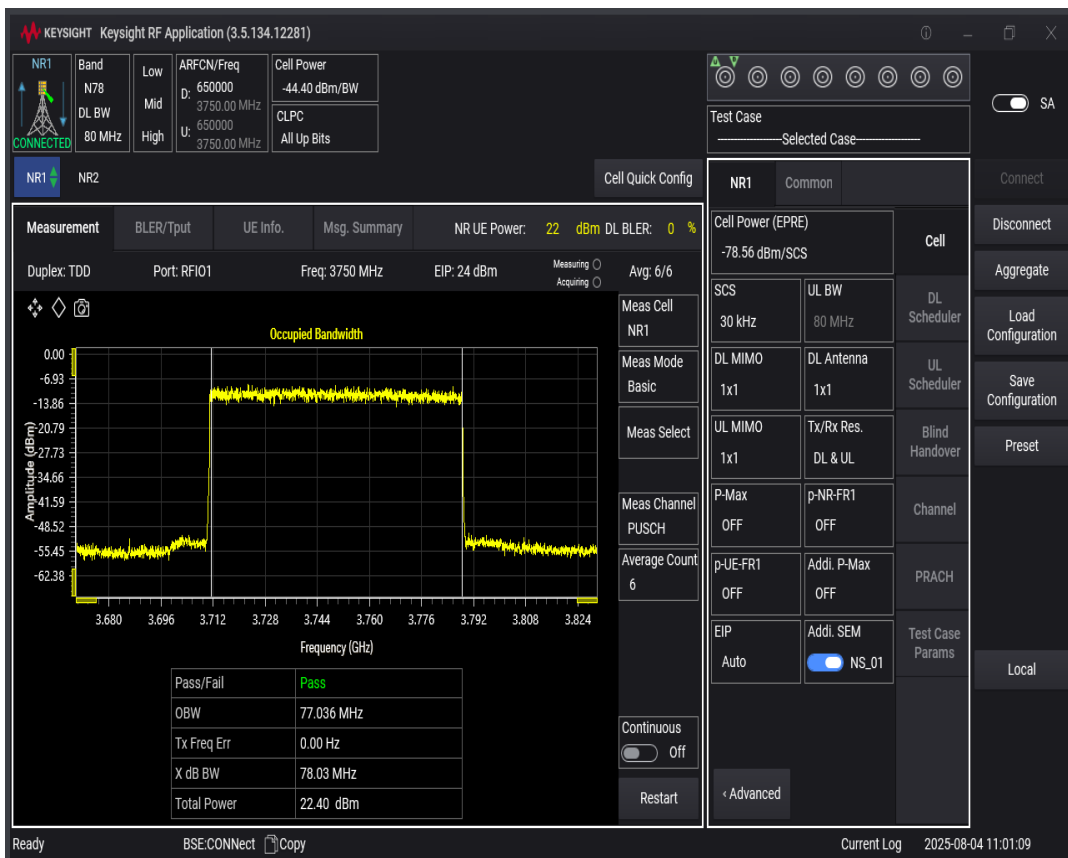 KEYSIGHT Keysight RF Application (3.5.134.12281)
NR1
CONNECTED
Band
N78
DL BW
80 MHz
Low
Mid
High
ARFCN/Freq
D: 650000
3750.00 MHz
U: 650000
3750.00 MHz
Cell Power
-44.40 dBm/BW
CLPC
All Up Bits
Test Case
----Selected Case----
SA
NR1 NR2
Cell Quick Config
Measurement BLER/Tput UE Info. Msg. Summary NR UE Power: 22 dBm DL BLER: 0 %
Duplex: TDD Port: RFIO1 Freq: 3750 MHz EIP: 24 dBm Measuring Acquiring Avg: 6/6
Occupied Bandwidth
Amplitude (dBm)
0.00
-6.93
-13.86
-20.79
-27.73
-34.66
-41.59
-48.52
-55.45
-62.38
3.680 3.696 3.712 3.728 3.744 3.760 3.776 3.792 3.808 3.824
Frequency (GHz)
Pass/Fail Pass
OBW 77.036 MHz
Tx Freq Err 0.00 Hz
X dB BW 78.03 MHz
Total Power 22.40 dBm
Meas Cell
NR1
Meas Mode
Basic
Meas Select
Meas Channel
PUSCH
Average Count
6
Continuous
Off
Restart
NR1 Common
Cell Power (EPRE)
-78.56 dBm/SCS
SCS
30 kHz
UL BW
80 MHz
DL MIMO
1x1
DL Antenna
1x1
UL MIMO
1x1
Tx/Rx Res.
DL & UL
P-Max
OFF
p-NR-FR1
OFF
p-UE-FR1
OFF
Addi. P-Max
OFF
EIP
Auto
Addi. SEM
NS_01
‹ Advanced
Cell
DL
Scheduler
UL
Scheduler
Blind
Handover
Channel
PRACH
Test Case
Params
Connect
Disconnect
Aggregate
Load
Configuration
Save
Configuration
Preset
Local
Ready BSE:CONNect Copy Current Log 2025-08-04 11:01:09